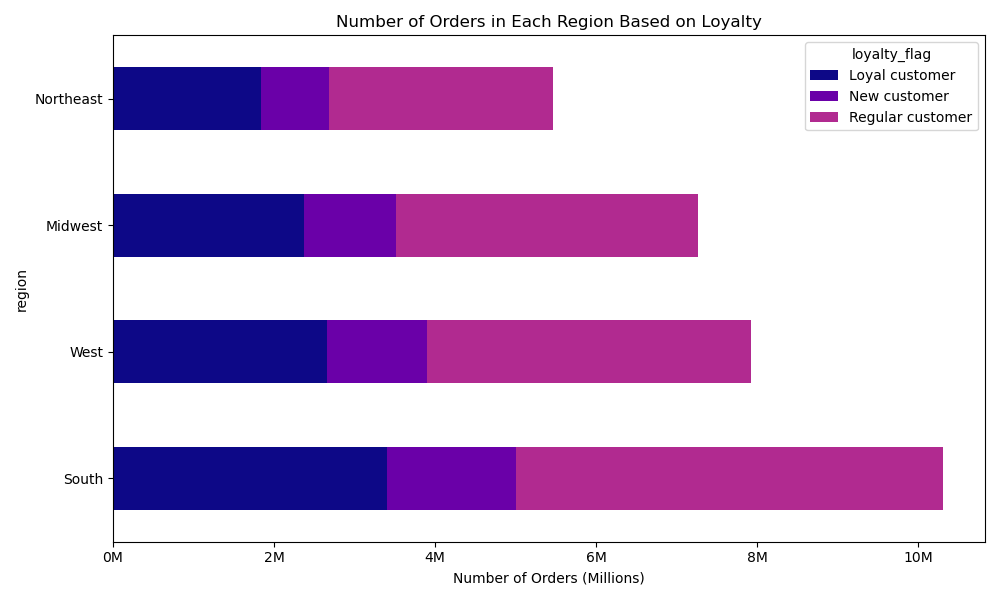 Number of Orders in Each Region Based on Loyalty
loyalty_flag
Loyal customer
New customer
Regular customer
Northeast
Midwest
West
South
region
0M 2M 4M 6M 8M 10M
Number of Orders (Millions)